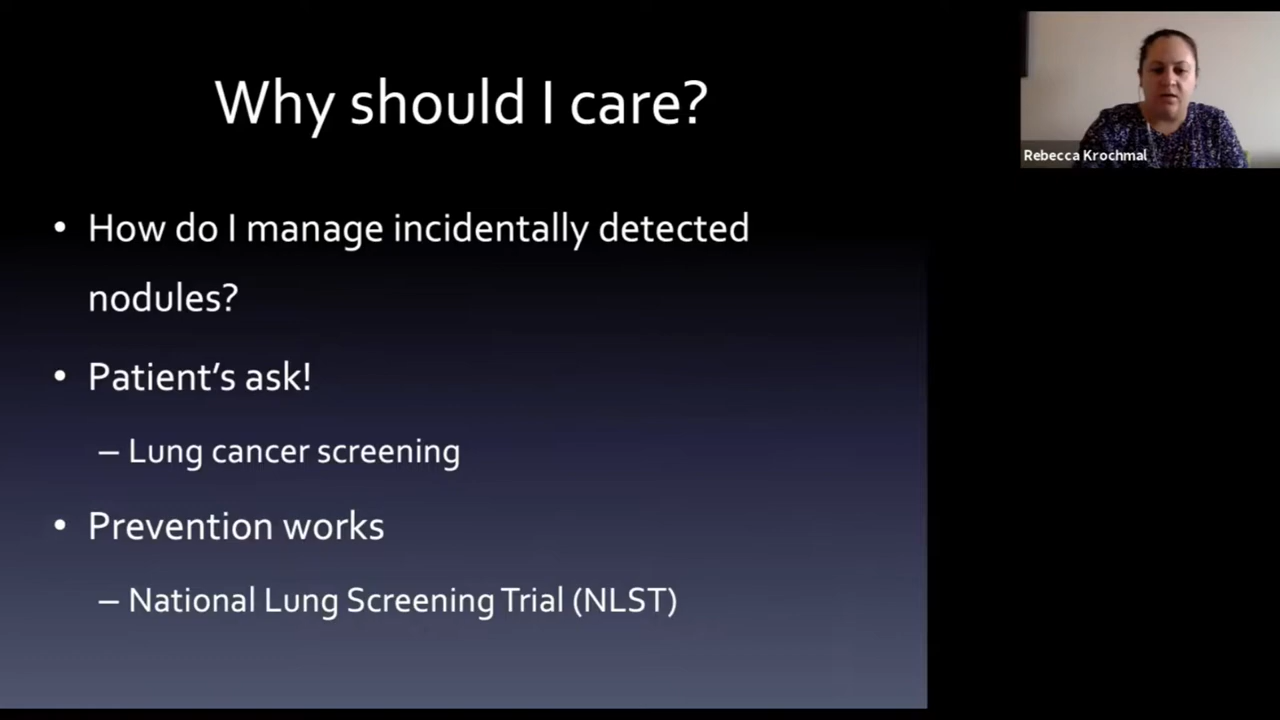 Why should I care?
• How do I manage incidentally detected
nodules?
• Patient’s ask!
– Lung cancer screening
• Prevention works
– National Lung Screening Trial (NLST)
Rebecca Krochmal